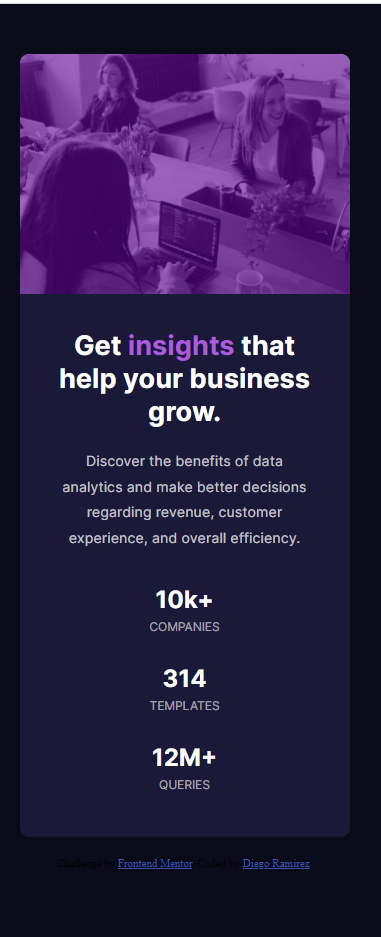 Get insights that
help your business
grow.
Discover the benefits of data
analytics and make better decisions
regarding revenue, customer
experience, and overall efficiency.
10k+
COMPANIES
314
TEMPLATES
12M+
QUERIES
Challenge by Frontend Mentor. Coded by Diego Ramirez.